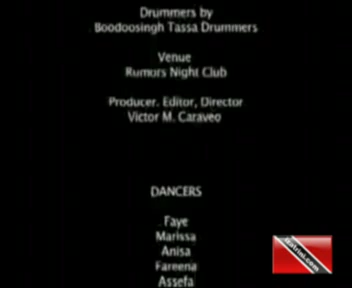 Drummers by
Boodoosingh Tassa Drummers
Venue
Rumors Night Club
Producer. Editor, Director
Victor M. Caraveo
DANCERS
Faye
Marissa
Anisa
Fareena
Assefa